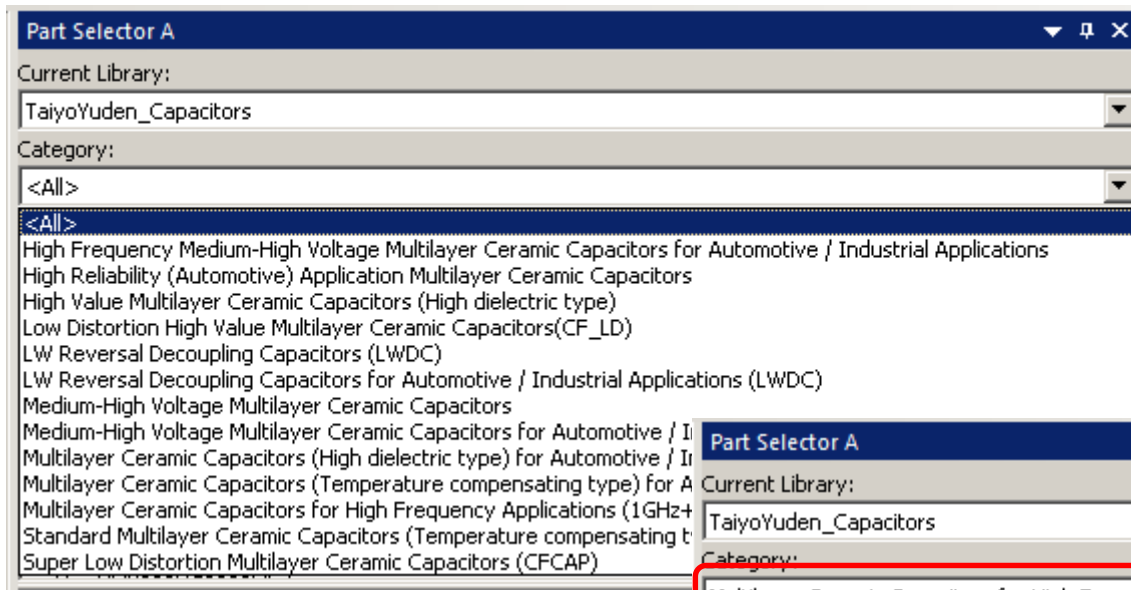 Part Selector A
Current Library:
TaiyoYuden_Capacitors
Category:
<All>
<All>
High Frequency Medium-High Voltage Multilayer Ceramic Capacitors for Automotive / Industrial Applications
High Reliability (Automotive) Application Multilayer Ceramic Capacitors
High Value Multilayer Ceramic Capacitors (High dielectric type)
Low Distortion High Value Multilayer Ceramic Capacitors(CF_LD)
LW Reversal Decoupling Capacitors (LWDC)
LW Reversal Decoupling Capacitors for Automotive / Industrial Applications (LWDC)
Medium-High Voltage Multilayer Ceramic Capacitors
Medium-High Voltage Multilayer Ceramic Capacitors for Automotive /
Multilayer Ceramic Capacitors (High dielectric type) for Automotive /
Multilayer Ceramic Capacitors (Temperature compensating type) for A
Multilayer Ceramic Capacitors for High Frequency Applications (1GHz+
Standard Multilayer Ceramic Capacitors (Temperature compensating
Super Low Distortion Multilayer Ceramic Capacitors (CFCAP)
Part Selector A
Current Library:
TaiyoYuden_Capacitors
Category: